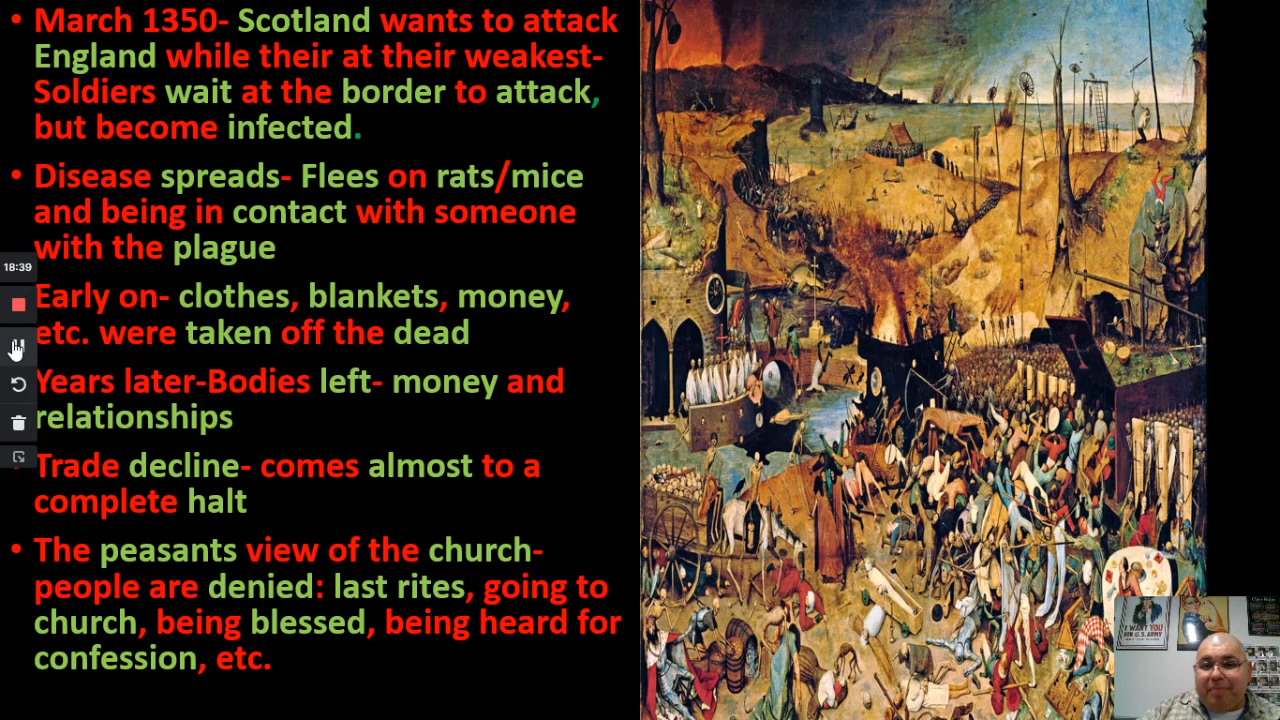 • March 1350- Scotland wants to attack
England while their at their weakest-
Soldiers wait at the border to attack,
but become infected.
• Disease spreads- Flees on rats/mice
and being in contact with someone
with the plague
18:39
Early on- clothes, blankets, money,
etc. were taken off the dead
Years later-Bodies left- money and
relationships
• Trade decline- comes almost to a
complete halt
• The peasants view of the church-
people are denied: last rites, going to
church, being blessed, being heard for
confession, etc.
I WANT YOU
FOR U.S. ARMY